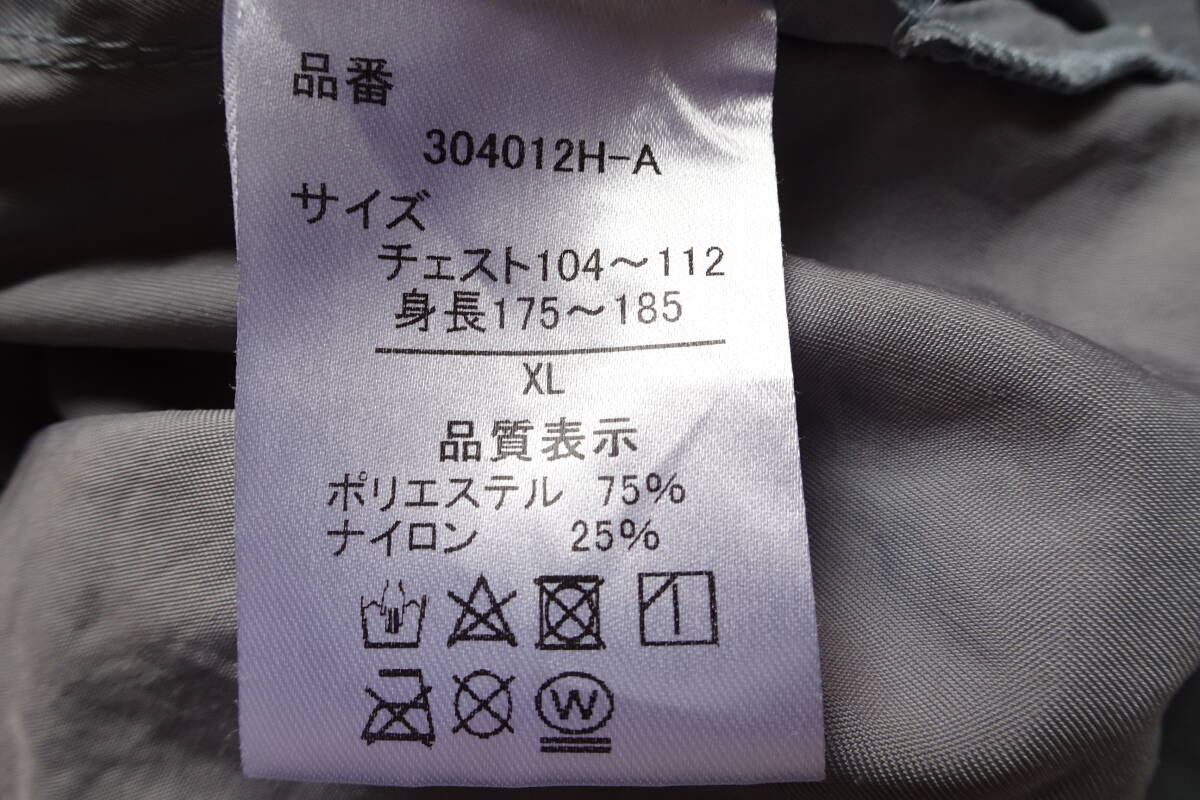 品番
304012H-A
サイズ
チェスト104～112
身長175～185
XL
品質表示
ポリエステル 75%
ナイロン 25%
W